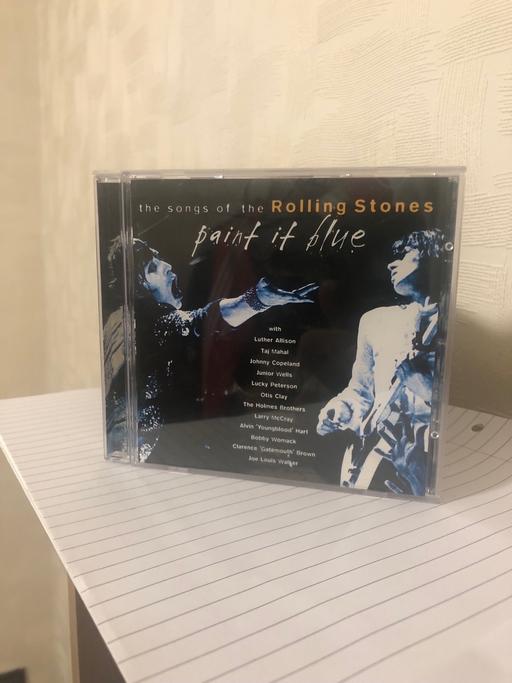 the songs of the Rolling Stones
paint it blue
with
Luther Allison
Taj Mahal
Johnny Copeland
Junior Wells
Lucky Peterson
Otis Clay
The Holmes Brothers
Larry McCray
Alvin 'Youngblood' Hart
Bobby Womack
Clarence 'Gatemouth' Brown
Joe Louis Walker